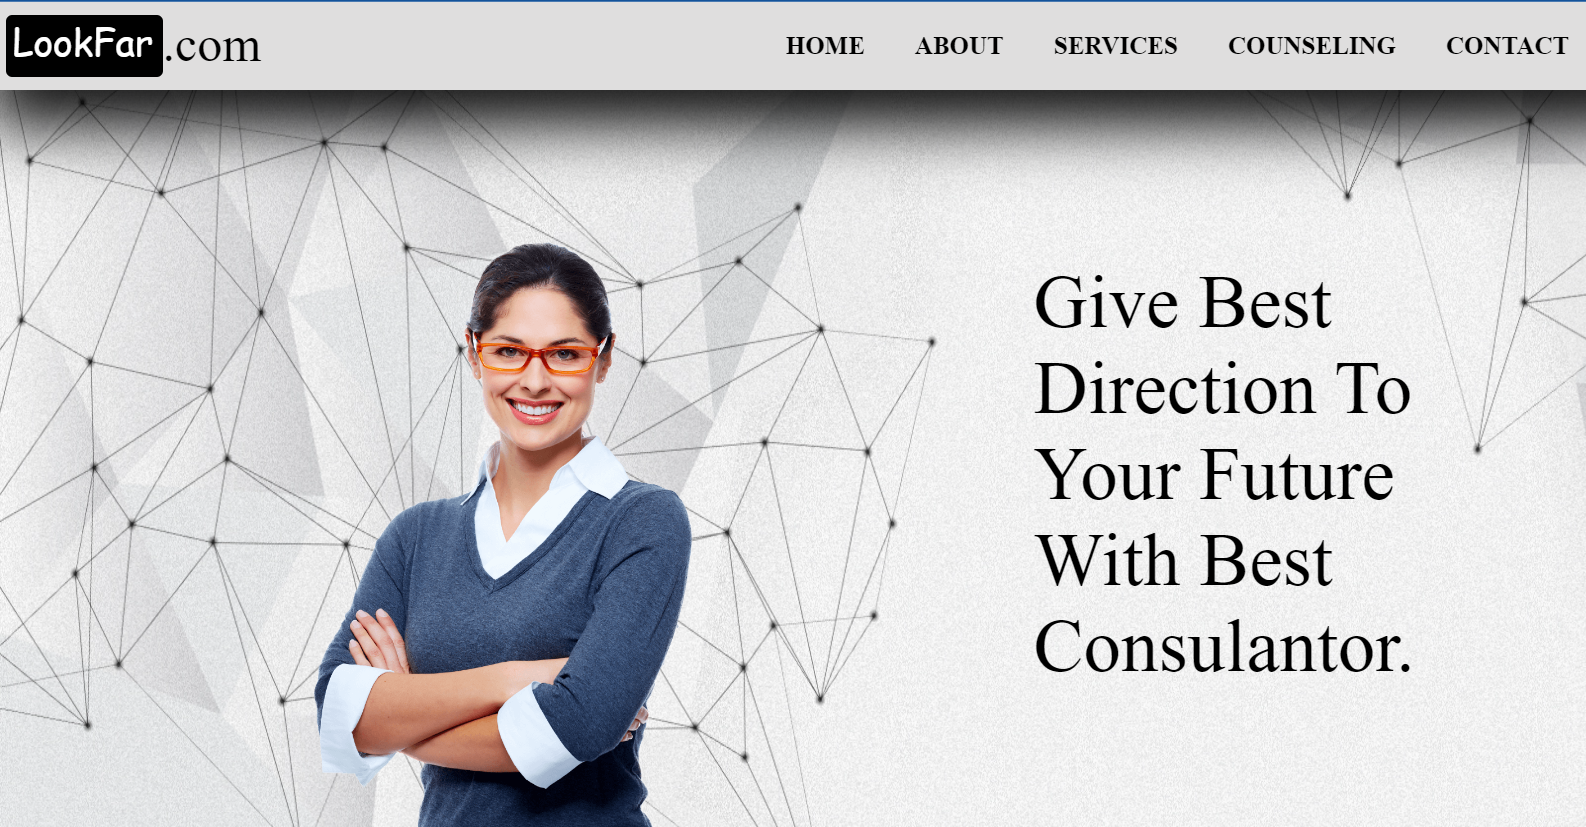 LookFar.com
HOME ABOUT SERVICES COUNSELING CONTACT
Give Best
Direction To
Your Future
With Best
Consulantor.